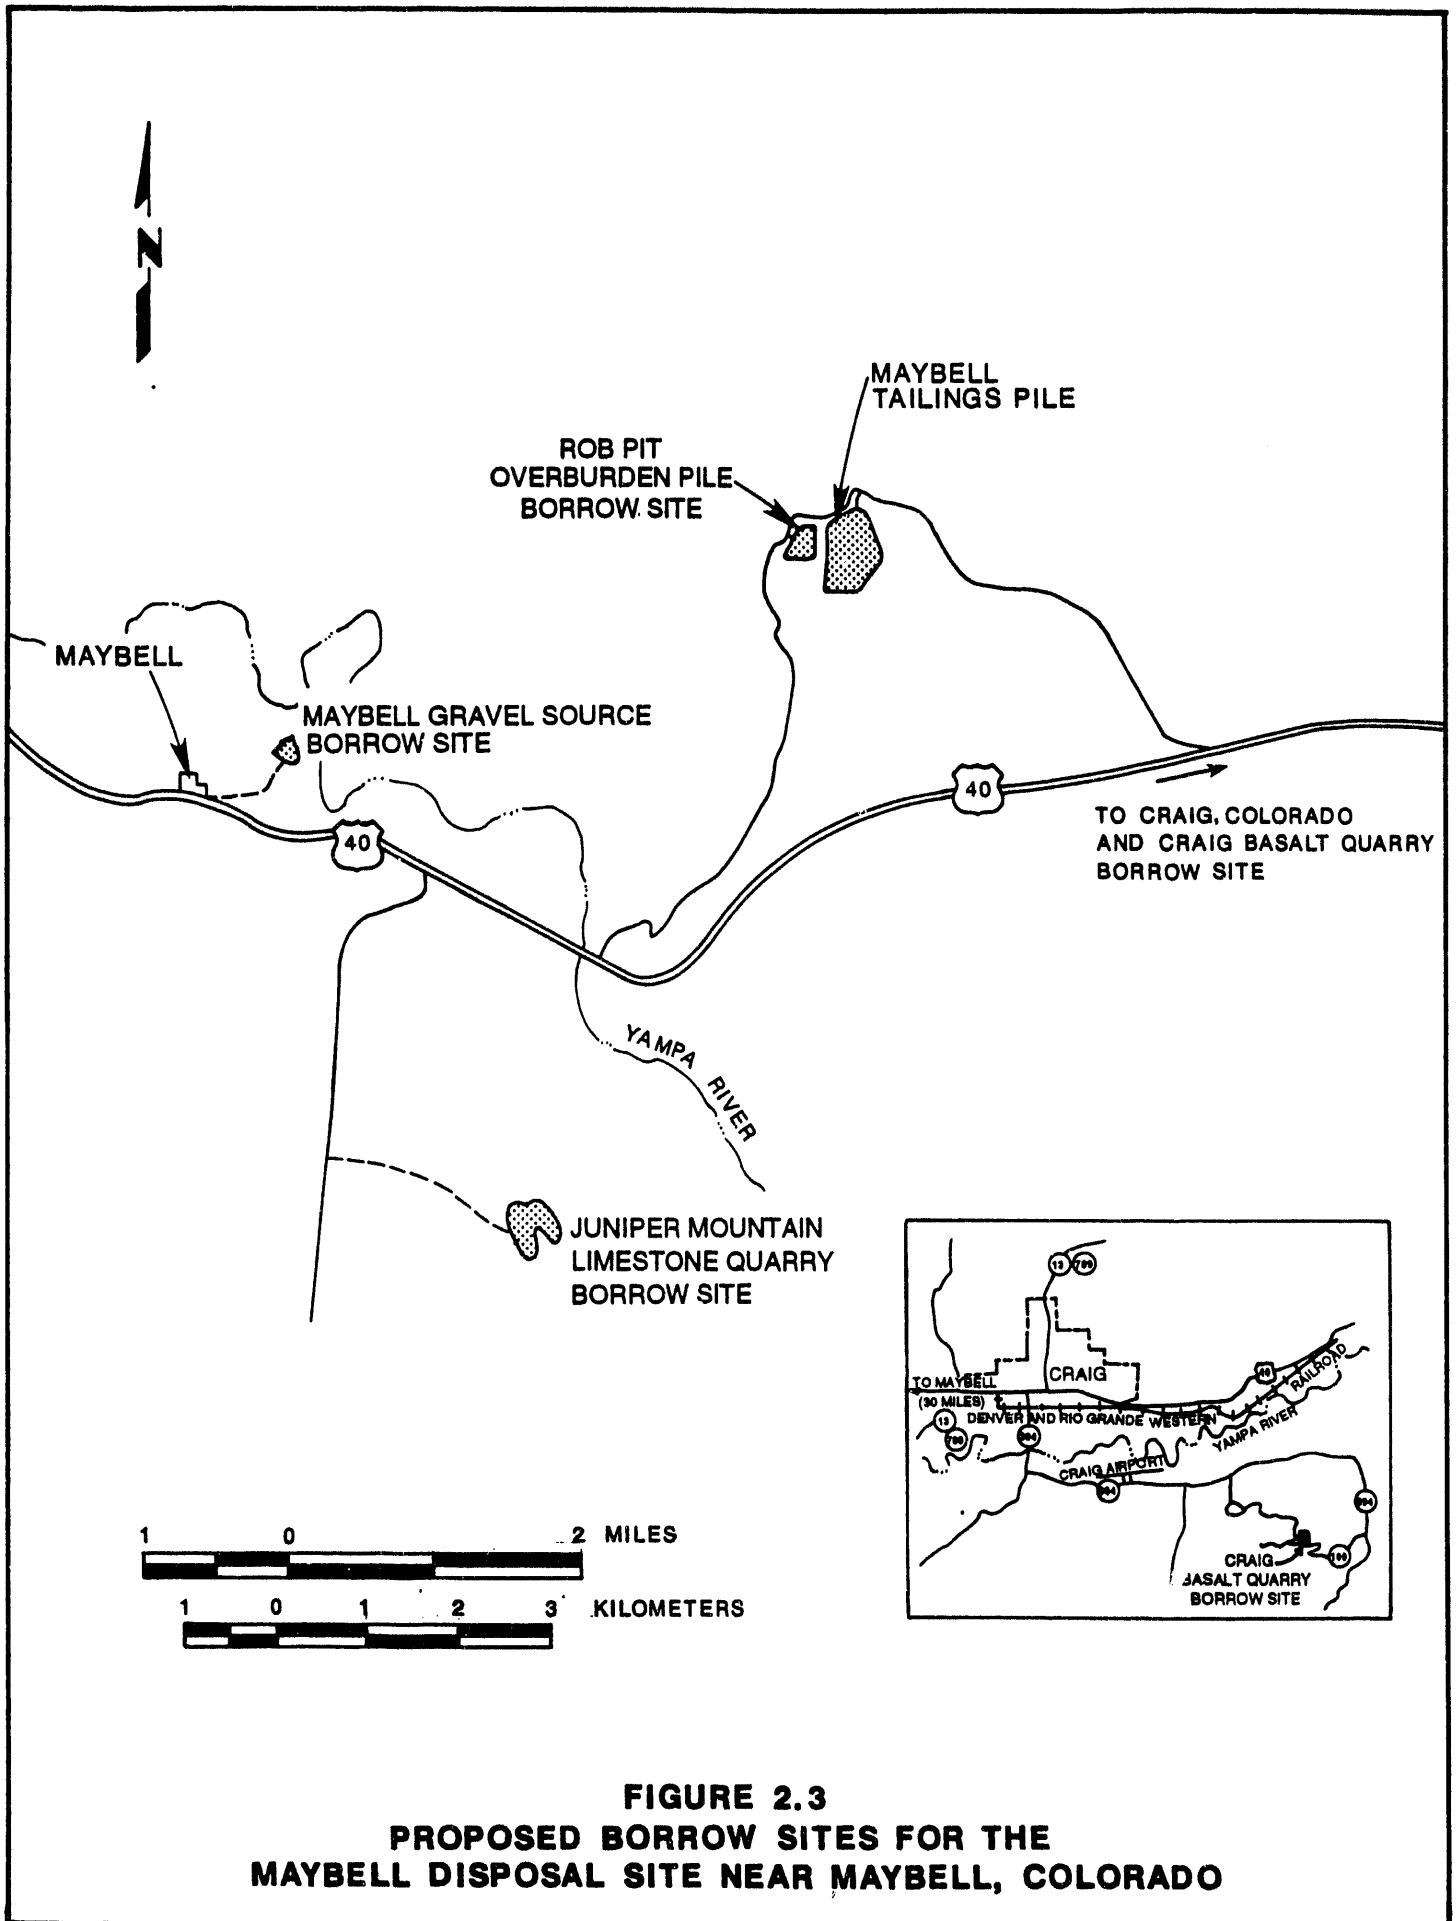 N
MAYBELL
TAILINGS PILE
ROB PIT
OVERBURDEN PILE
BORROW SITE
MAYBELL
MAYBELL GRAVEL SOURCE
BORROW SITE
40
40
TO CRAIG, COLORADO
AND CRAIG BASALT QUARRY
BORROW SITE
YAMPA RIVER
JUNIPER MOUNTAIN
LIMESTONE QUARRY
BORROW SITE
13 789
CRAIG
TO MAYBELL
(30 MILES)
40
RAILROAD
DENVER AND RIO GRANDE WESTERN
13
789
394
YAMPA RIVER
CRAIG AIRPORT
394
394
CRAIG
BASALT QUARRY
BORROW SITE
1 0 2 MILES
1 0 1 2 3 KILOMETERS
FIGURE 2.3
PROPOSED BORROW SITES FOR THE
MAYBELL DISPOSAL SITE NEAR MAYBELL, COLORADO